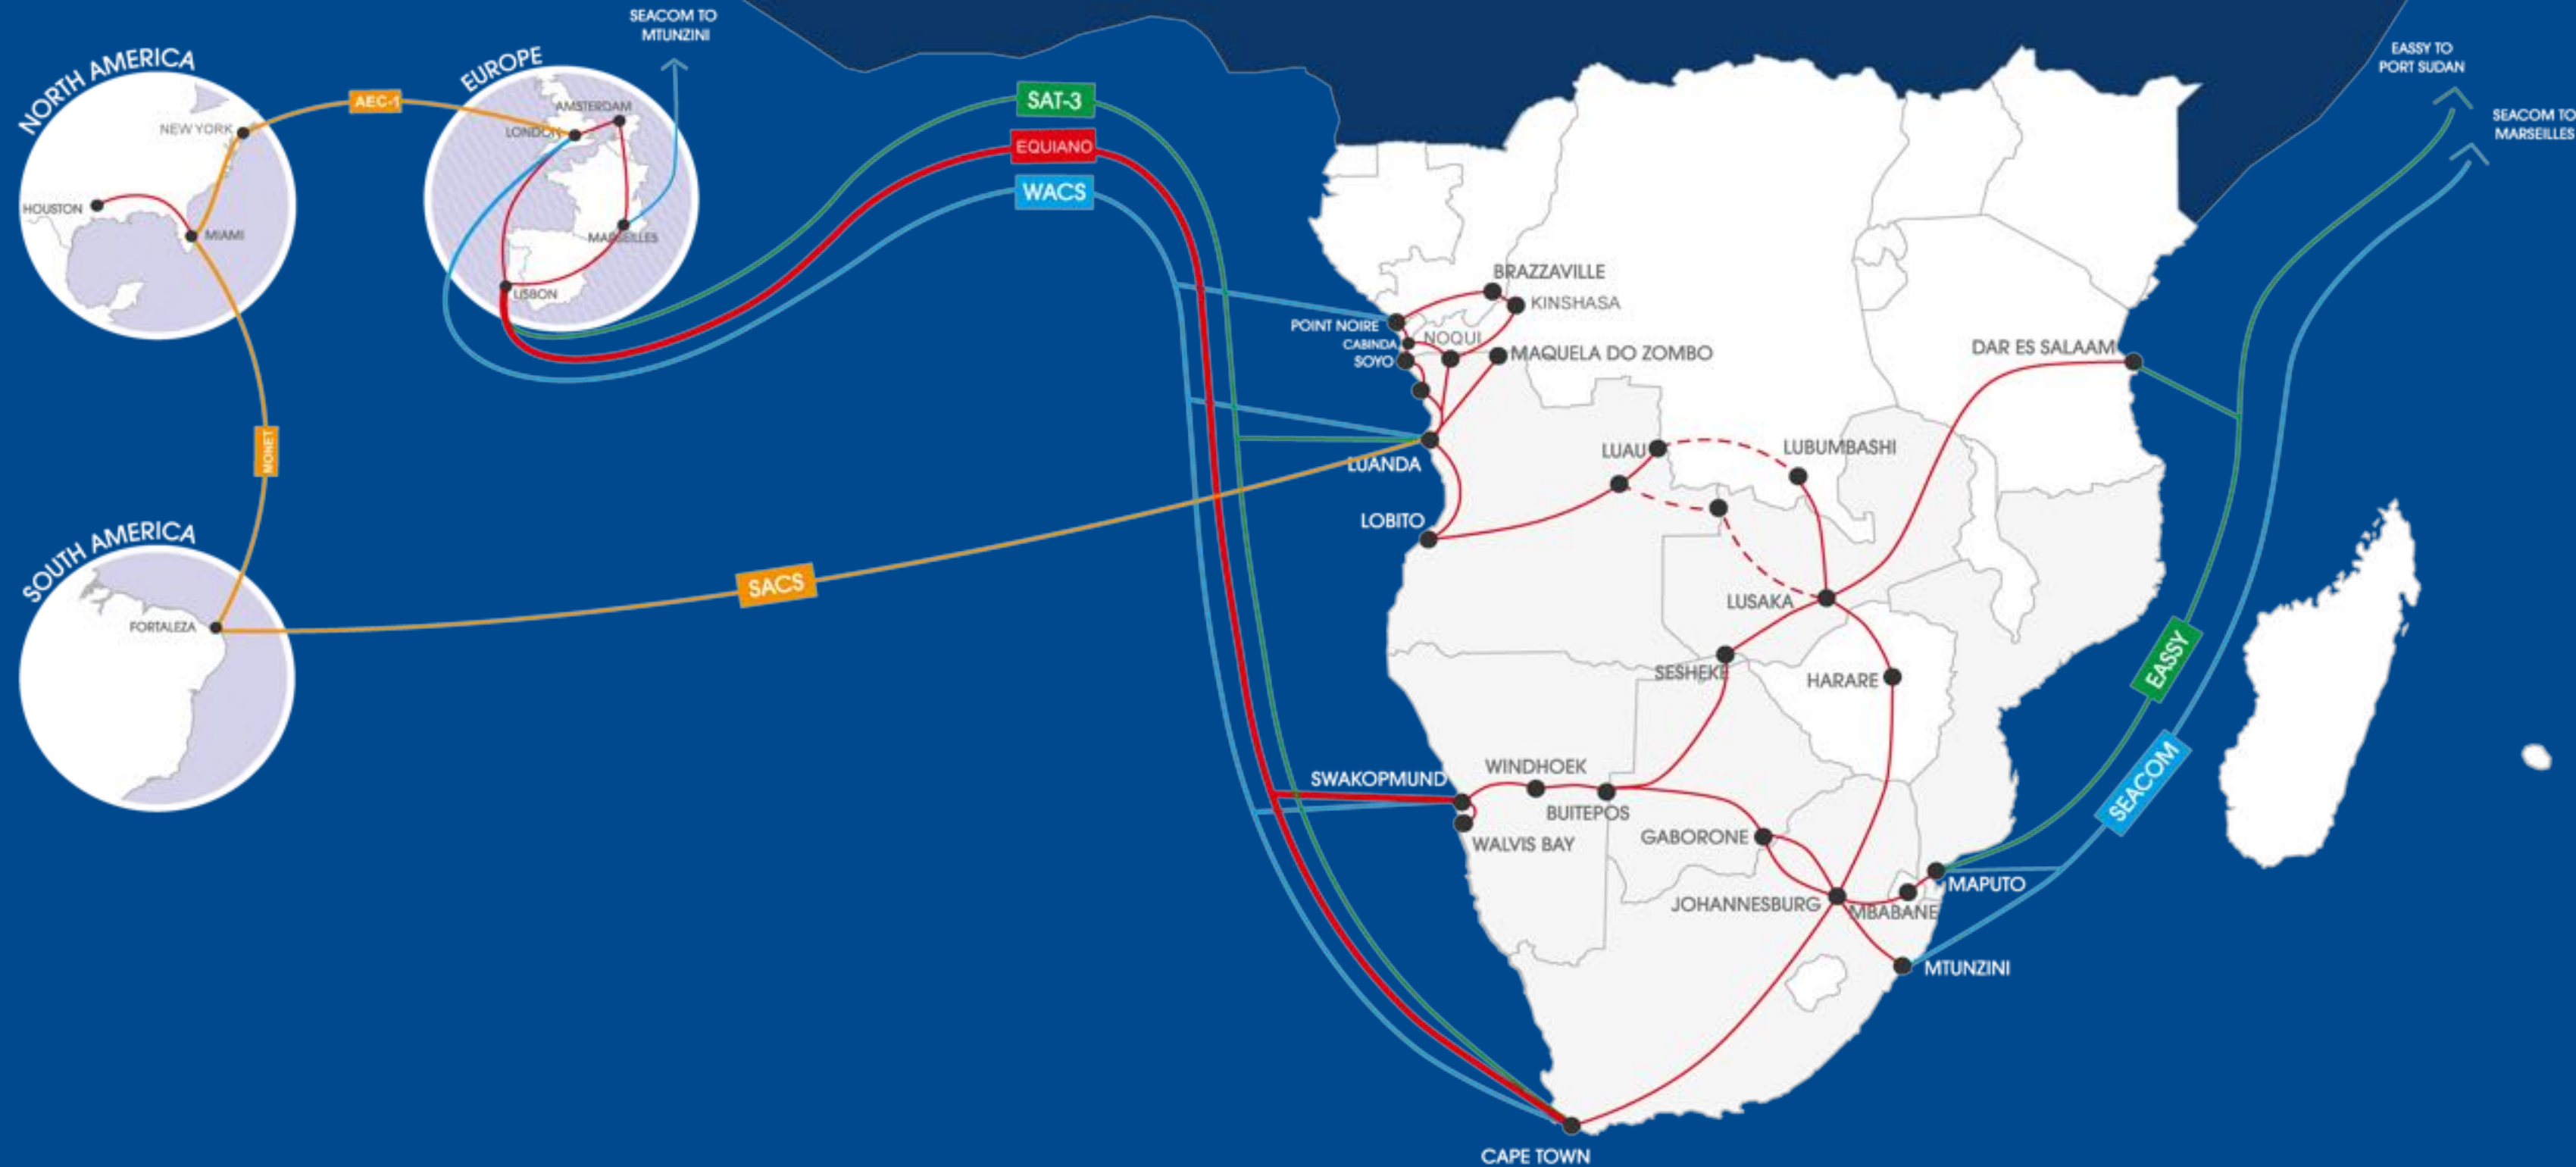 SEACOM TO
MTUNZINI
NORTH AMERICA
NEW YORK
HOUSTON
MIAMI
AEC-1
EUROPE
AMSTERDAM
LONDON
MARSEILLES
LISBON
SAT-3
EQUIANO
WACS
EASSY TO
PORT SUDAN
SEACOM TO
MARSEILLES
MONET
SOUTH AMERICA
FORTALEZA
SACS
BRAZZAVILLE
KINSHASA
POINT NOIRE
CABINDA
SOYO
NOQUI
MAQUELA DO ZOMBO
DAR ES SALAAM
LUANDA
LUAU
LUBUMBASHI
LOBITO
LUSAKA
SESHEKE
HARARE
EASSY
SEACOM
SWAKOPMUND
WINDHOEK
BUITEPOS
WALVIS BAY
GABORONE
JOHANNESBURG
MBABANE
MAPUTO
MTUNZINI
CAPE TOWN